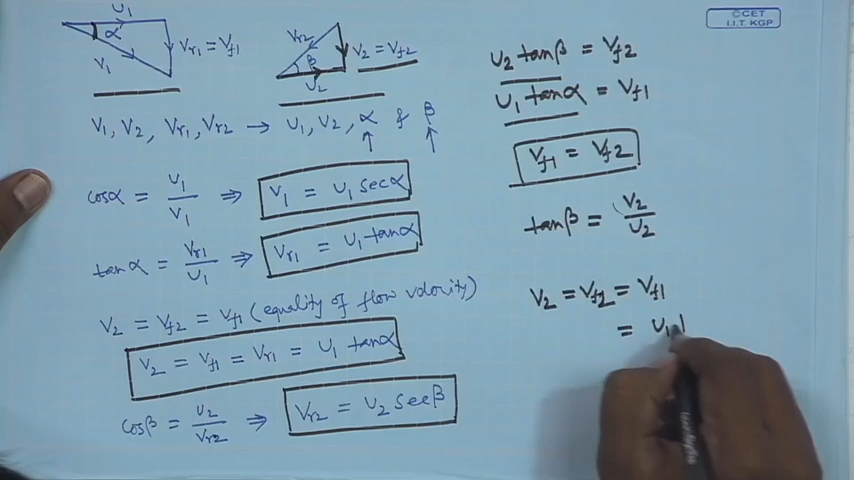 U1
α
Vr1 = Vf1
V1
Vr2
β
V2 = Vf2
U2
V1, V2, Vr1, Vr2 → U1, U2, α & β
cosα = U1/V1 ⇒ V1 = U1 secα
tanα = Vr1/U1 ⇒ Vr1 = U1 tanα
V2 = Vf2 = Vf1 (equality of flow velocity)
V2 = Vf1 = Vr1 = U1 tanα
cosβ = U2/Vr2 ⇒ Vr2 = U2 Secβ
©CET
I.I.T. KGP
U2 tanβ = Vf2
U1 tanα = Vf1
Vf1 = Vf2
tanβ = V2/U2
V2 = Vf2 = Vf1
= U1